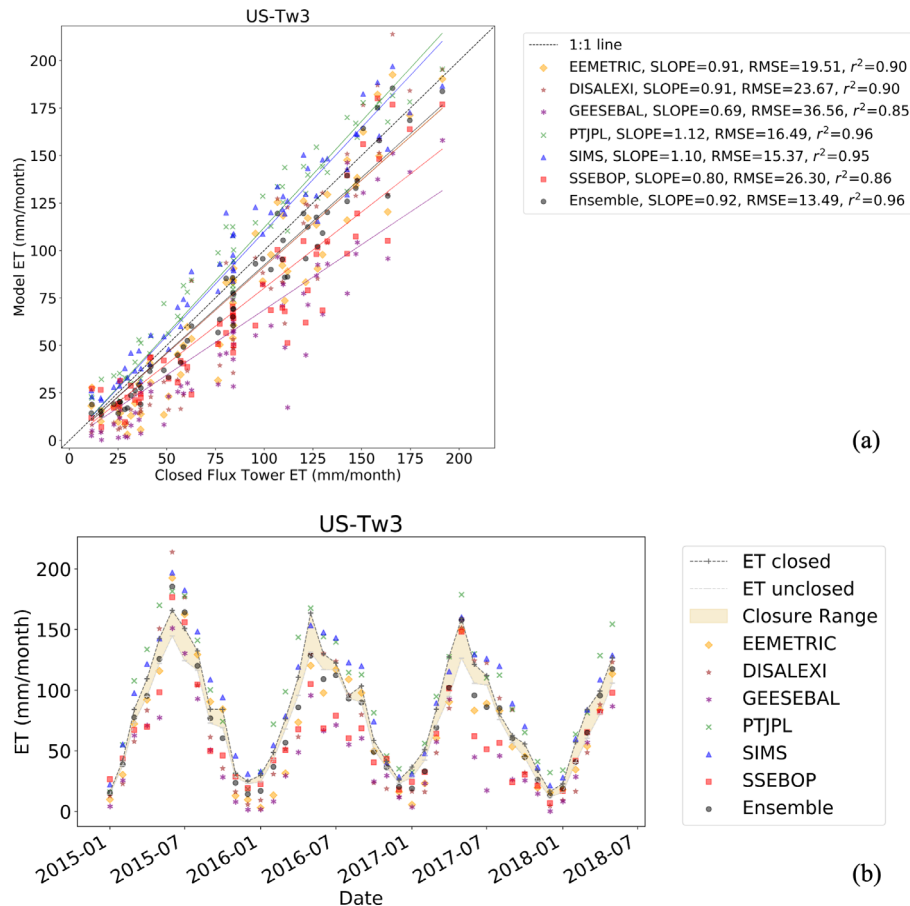 US-Tw3
200
175
150
125
100
75
50
25
0
Model ET (mm/month)
0 25 50 75 100 125 150 175 200
Closed Flux Tower ET (mm/month)
1:1 line
EEMETRIC, SLOPE=0.91, RMSE=19.51, r²=0.90
DISALEXI, SLOPE=0.91, RMSE=23.67, r²=0.90
GEESEBAL, SLOPE=0.69, RMSE=36.56, r²=0.85
PTJPL, SLOPE=1.12, RMSE=16.49, r²=0.96
SIMS, SLOPE=1.10, RMSE=15.37, r²=0.95
SSEBOP, SLOPE=0.80, RMSE=26.30, r²=0.86
Ensemble, SLOPE=0.92, RMSE=13.49, r²=0.96
(a)
US-Tw3
200
150
100
50
0
ET (mm/month)
2015-01 2015-07 2016-01 2016-07 2017-01 2017-07 2018-01 2018-07
Date
ET closed
ET unclosed
Closure Range
EEMETRIC
DISALEXI
GEESEBAL
PTJPL
SIMS
SSEBOP
Ensemble
(b)